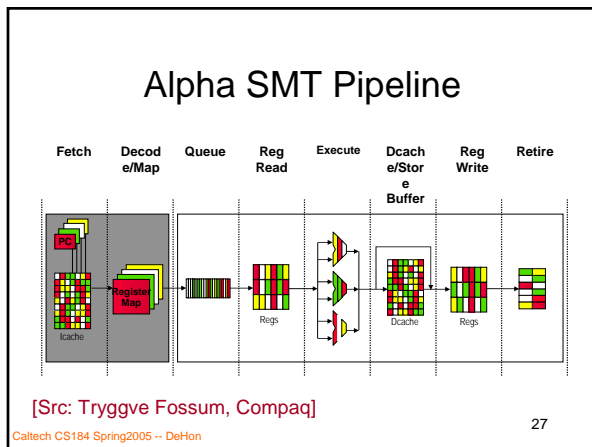 Alpha SMT Pipeline
Fetch
Decod
e/Map
Queue
Reg
Read
Execute
Dcach
e/Stor
e
Buffer
Reg
Write
Retire
PC
Register
Map
Icache
Regs
Dcache
Regs
[Src: Tryggve Fossum, Compaq]
27
Caltech CS184 Spring2005 -- DeHon